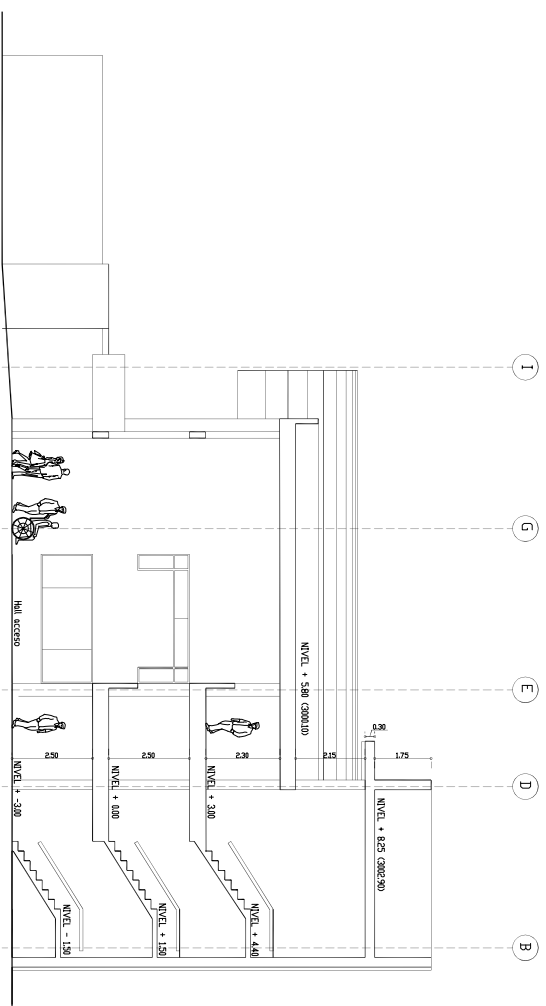 I
G
E
D
B
0.30
1.75
2.15
2.30
2.50
2.50
NIVEL + 8.25 (3002.90)
NIVEL + 5.80 (3000.10)
NIVEL + 4.40
NIVEL + 3.00
NIVEL + 1.50
NIVEL + 0.00
NIVEL - 1.50
NIVEL + -3.00
Hall acceso